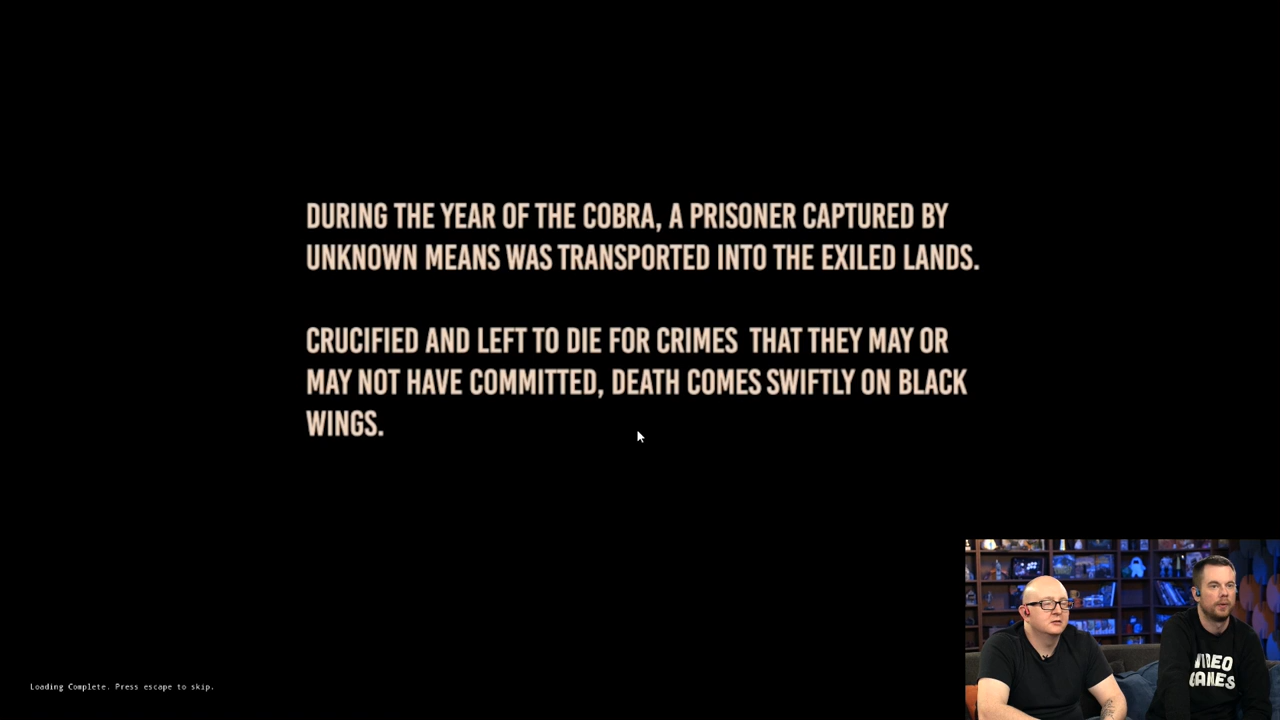 DURING THE YEAR OF THE COBRA, A PRISONER CAPTURED BY
UNKNOWN MEANS WAS TRANSPORTED INTO THE EXILED LANDS.
CRUCIFIED AND LEFT TO DIE FOR CRIMES THAT THEY MAY OR
MAY NOT HAVE COMMITTED, DEATH COMES SWIFTLY ON BLACK
WINGS.
Loading Complete. Press escape to skip.
VIDEO
GAMES